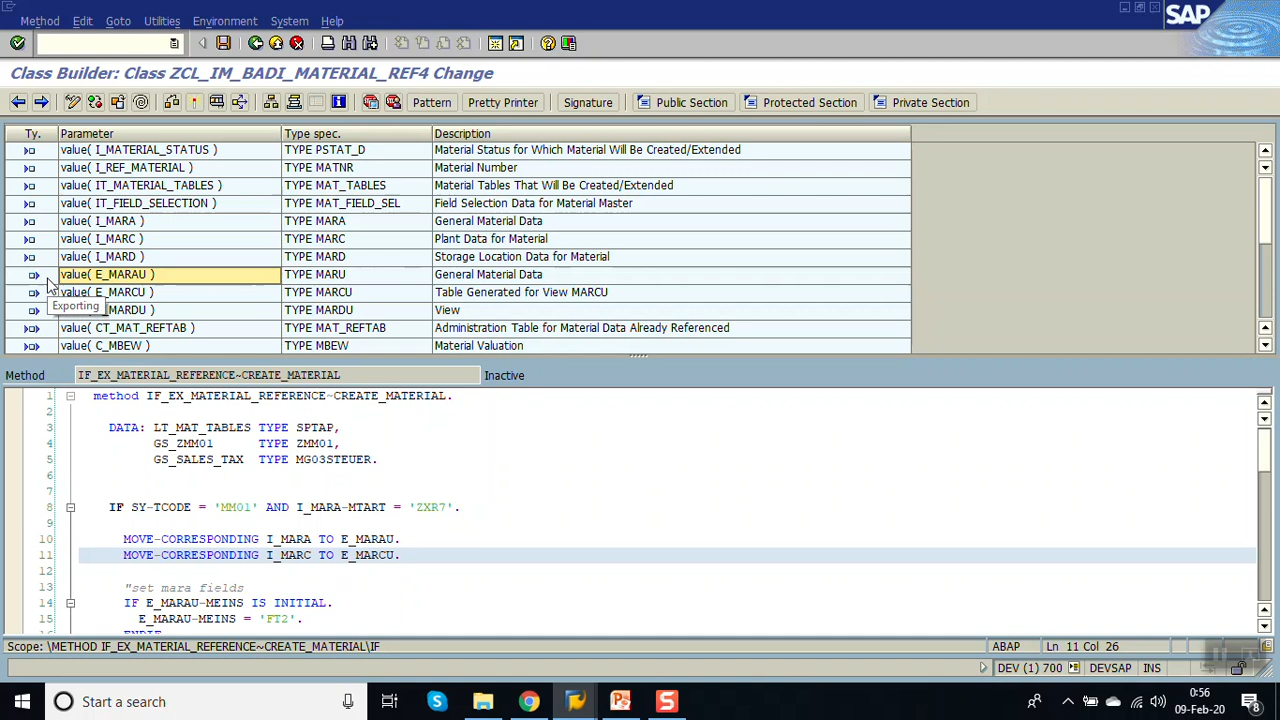 Method Edit Goto Utilities Environment System Help
SAP
Class Builder: Class ZCL_IM_BADI_MATERIAL_REF4 Change
Pattern Pretty Printer Signature Public Section Protected Section Private Section
Ty. Parameter Type spec. Description
value( I_MATERIAL_STATUS ) TYPE PSTAT_D Material Status for Which Material Will Be Created/Extended
value( I_REF_MATERIAL ) TYPE MATNR Material Number
value( IT_MATERIAL_TABLES ) TYPE MAT_TABLES Material Tables That Will Be Created/Extended
value( IT_FIELD_SELECTION ) TYPE MAT_FIELD_SEL Field Selection Data for Material Master
value( I_MARA ) TYPE MARA General Material Data
value( I_MARC ) TYPE MARC Plant Data for Material
value( I_MARD ) TYPE MARD Storage Location Data for Material
value( E_MARAU ) TYPE MARU General Material Data
value( E_MARCU ) TYPE MARCU Table Generated for View MARCU
Exporting
MARDU ) TYPE MARDU View
value( CT_MAT_REFTAB ) TYPE MAT_REFTAB Administration Table for Material Data Already Referenced
value( C_MBEW ) TYPE MBEW Material Valuation
Method IF_EX_MATERIAL_REFERENCE~CREATE_MATERIAL Inactive
1 method IF_EX_MATERIAL_REFERENCE~CREATE_MATERIAL.
2
3 DATA: LT_MAT_TABLES TYPE SPTAP,
4 GS_ZMM01 TYPE ZMM01,
5 GS_SALES_TAX TYPE MG03STEUER.
6
7
8 IF SY-TCODE = 'MM01' AND I_MARA-MTART = 'ZXR7'.
9
10 MOVE-CORRESPONDING I_MARA TO E_MARAU.
11 MOVE-CORRESPONDING I_MARC TO E_MARCU.
12
13 "set mara fields
14 IF E_MARAU-MEINS IS INITIAL.
15 E_MARAU-MEINS = 'FT2'.
16 ENDIF
Scope: \METHOD IF_EX_MATERIAL_REFERENCE~CREATE_MATERIAL\IF ABAP Ln 11 Col 26
DEV (1) 700 DEVSAP INS
Start a search
0:56
09-Feb-20
8